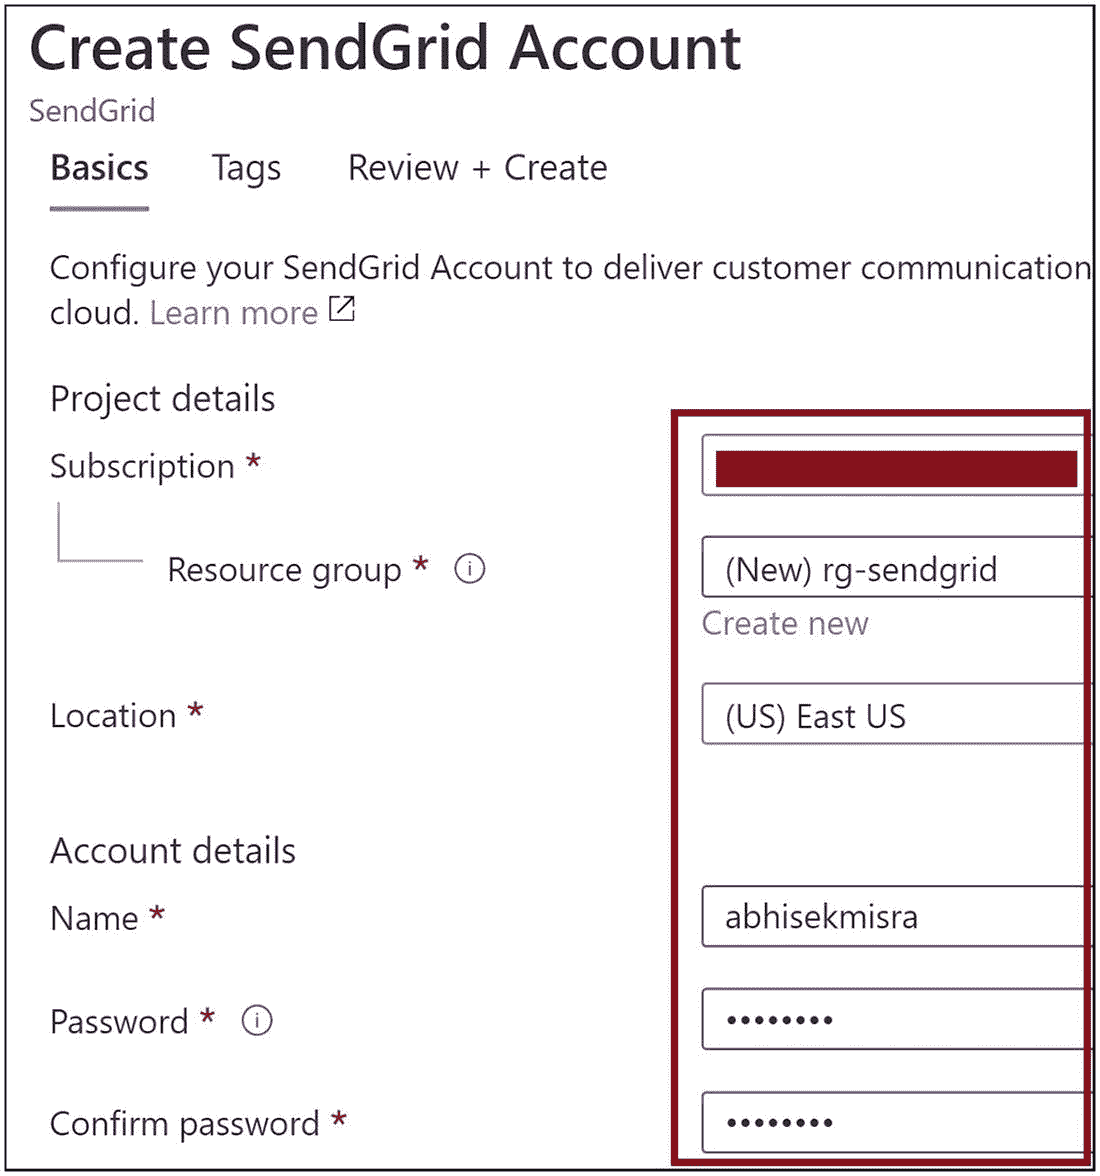 Create SendGrid Account
SendGrid
Basics Tags Review + Create
Configure your SendGrid Account to deliver customer communication
cloud. Learn more
Project details
Subscription *
Resource group * (New) rg-sendgrid
Create new
Location * (US) East US
Account details
Name * abhisekmisra
Password * ••••••••
Confirm password * ••••••••